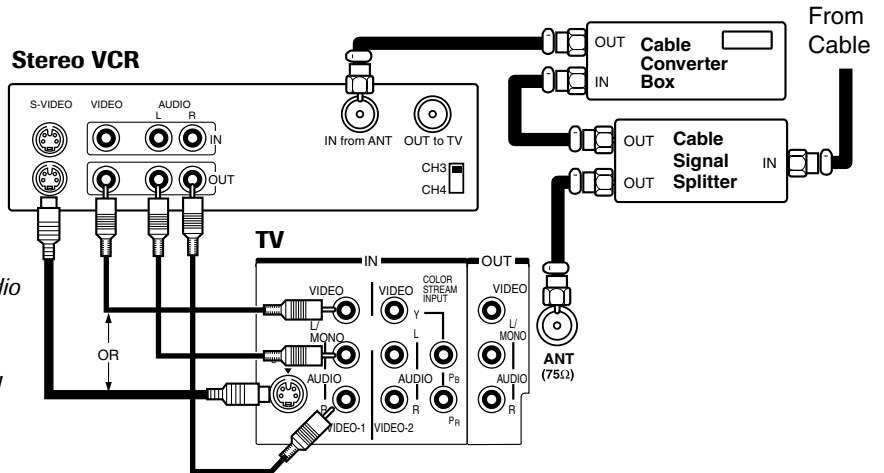 From
Cable
OUT
Cable
Converter
Box
IN
Stereo VCR
S-VIDEO
VIDEO
AUDIO
L
R
IN
OUT
IN from ANT
OUT to TV
CH3
CH4
OUT
Cable
Signal
Splitter
OUT
IN
TV
IN
OUT
VIDEO
L/
MONO
AUDIO
R
VIDEO-1
VIDEO
L
AUDIO
R
VIDEO-2
COLOR
STREAM
INPUT
Y
PB
PR
VIDEO
L/
MONO
AUDIO
R
ANT
(75Ω)
OR